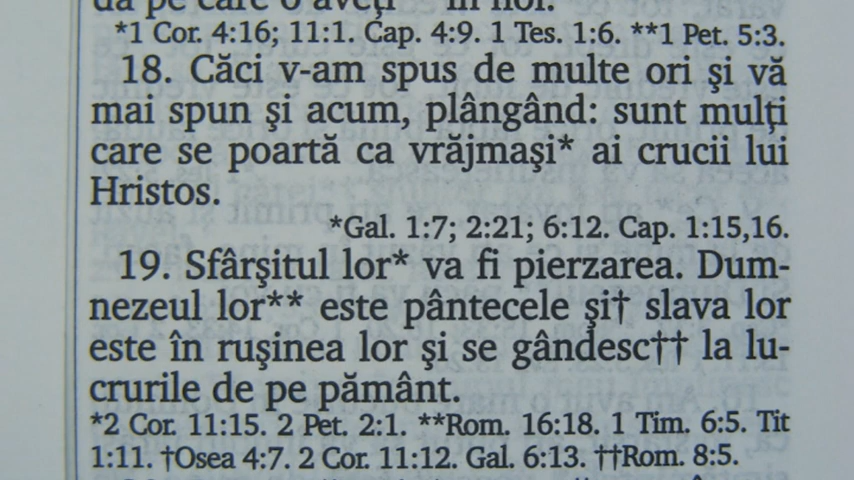 pe care o aveţi** în noi.
*1 Cor. 4:16; 11:1. Cap. 4:9. 1 Tes. 1:6. **1 Pet. 5:3.
18. Căci v-am spus de multe ori şi vă
mai spun şi acum, plângând: sunt mulţi
care se poartă ca vrăjmaşi* ai crucii lui
Hristos.
*Gal. 1:7; 2:21; 6:12. Cap. 1:15,16.
19. Sfârşitul lor* va fi pierzarea. Dum-
nezeul lor** este pântecele şi† slava lor
este în ruşinea lor şi se gândesc†† la lu-
crurile de pe pământ.
*2 Cor. 11:15. 2 Pet. 2:1. **Rom. 16:18. 1 Tim. 6:5. Tit
1:11. †Osea 4:7. 2 Cor. 11:12. Gal. 6:13. ††Rom. 8:5.